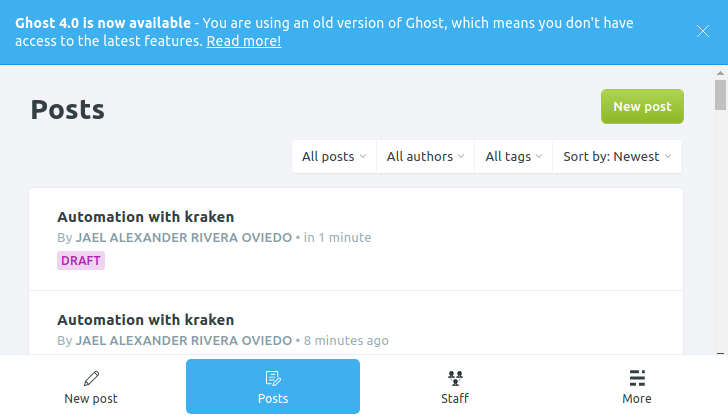 Ghost 4.0 is now available - You are using an old version of Ghost, which means you don't have
access to the latest features. Read more!
Posts
New post
All posts
All authors
All tags
Sort by: Newest
Automation with kraken
By JAEL ALEXANDER RIVERA OVIEDO • in 1 minute
DRAFT
Automation with kraken
By JAEL ALEXANDER RIVERA OVIEDO • 8 minutes ago
New post
Posts
Staff
More